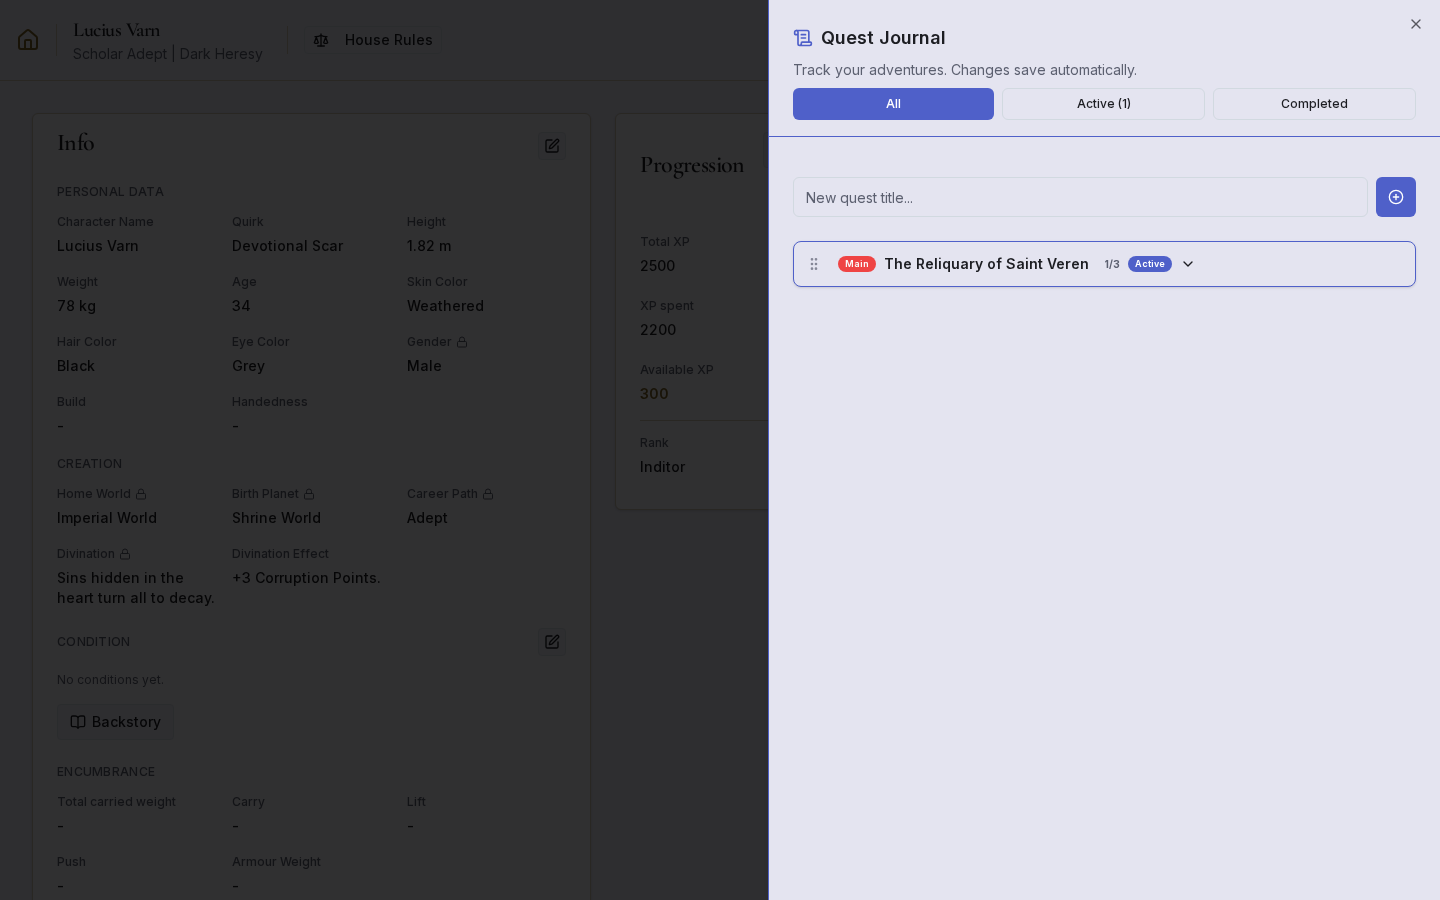 Lucius Varn
Scholar Adept | Dark Heresy
House Rules
Info
PERSONAL DATA
Character Name
Quirk
Height
Lucius Varn
Devotional Scar
1.82 m
Weight
Age
Skin Color
78 kg
34
Weathered
Hair Color
Eye Color
Gender
Black
Grey
Male
Build
Handedness
-
-
CREATION
Home World
Birth Planet
Career Path
Imperial World
Shrine World
Adept
Divination
Divination Effect
Sins hidden in the
heart turn all to decay.
+3 Corruption Points.
CONDITION
No conditions yet.
Backstory
ENCUMBRANCE
Total carried weight
Carry
Lift
-
-
-
Push
Armour Weight
-
-
Progression
Total XP
2500
XP spent
2200
Available XP
300
Rank
Inditor
Quest Journal
Track your adventures. Changes save automatically.
All
Active (1)
Completed
New quest title...
Main
The Reliquary of Saint Veren
1/3
Active